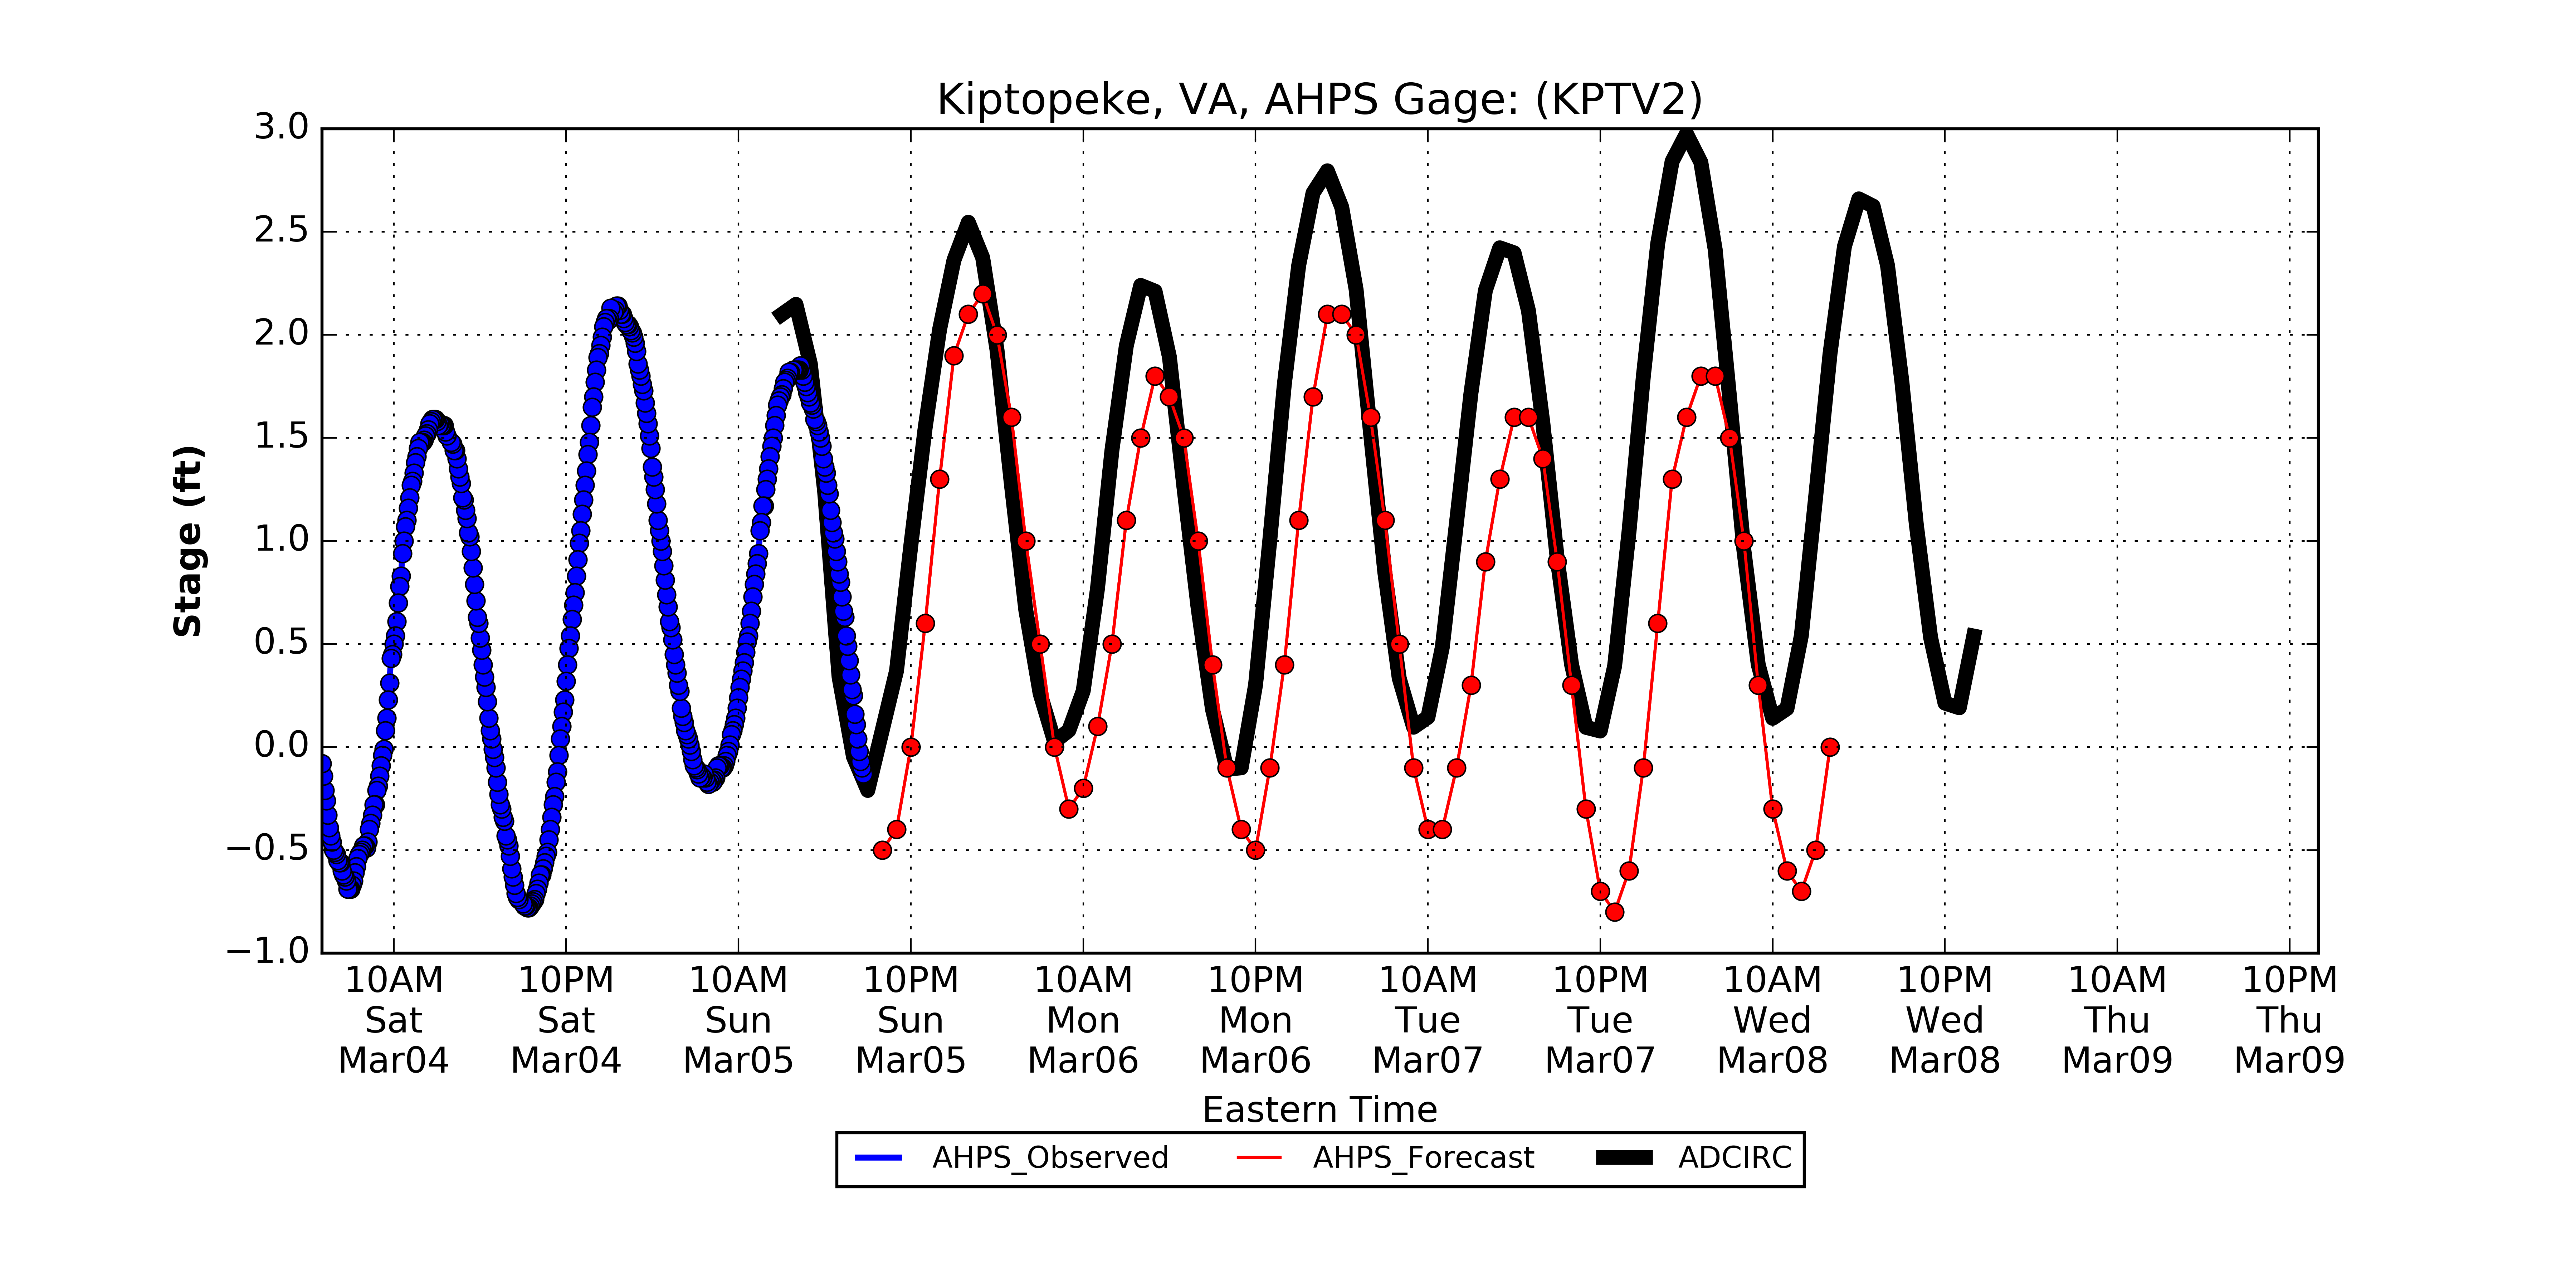 Kiptopeke, VA, AHPS Gage: (KPTV2)
3.0
2.5
2.0
1.5
1.0
0.5
0.0
−0.5
−1.0
Stage (ft)
10AM 10PM 10AM 10PM 10AM 10PM 10AM 10PM 10AM 10PM 10AM 10PM
Sat Sat Sun Sun Mon Mon Tue Tue Wed Wed Thu Thu
Mar04 Mar04 Mar05 Mar05 Mar06 Mar06 Mar07 Mar07 Mar08 Mar08 Mar09 Mar09
Eastern Time
AHPS_Observed AHPS_Forecast ADCIRC